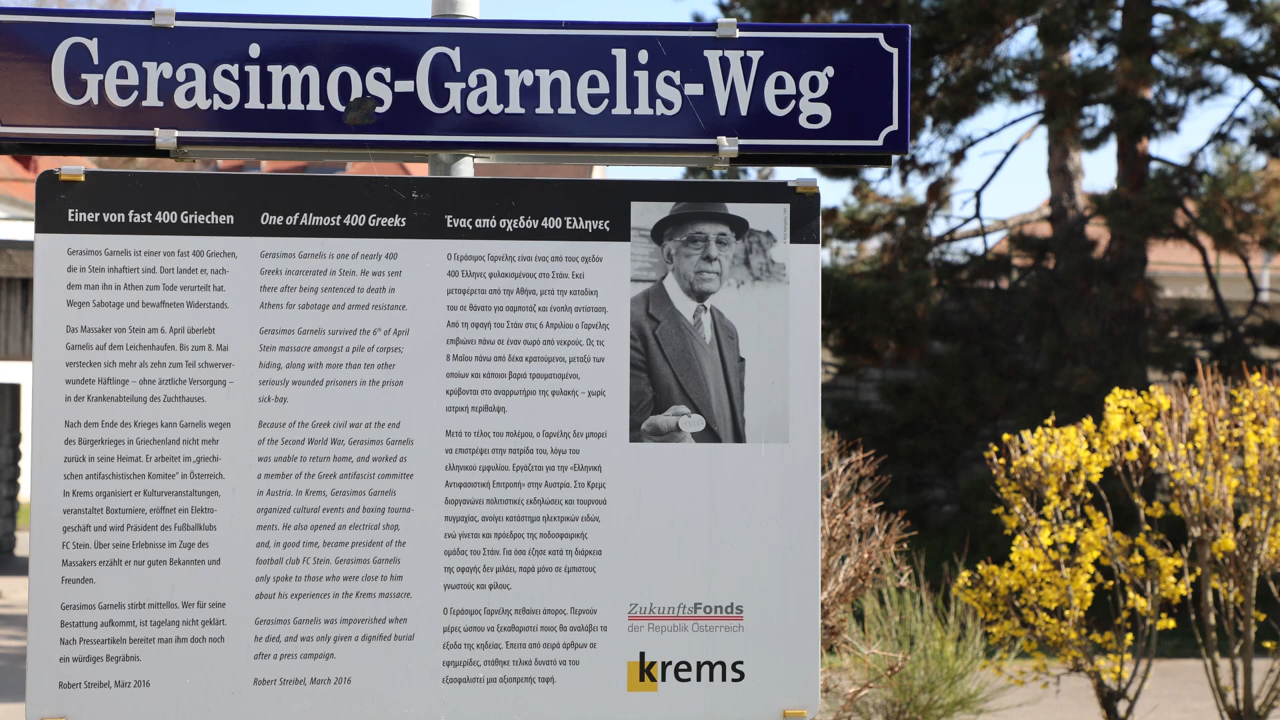 Gerasimos-Garnelis-Weg
Einer von fast 400 Griechen
Gerasimos Garnelis ist einer von fast 400 Griechen,
die in Stein inhaftiert sind. Dort landet er, nach-
dem man ihn in Athen zum Tode verurteilt hat.
Wegen Sabotage und bewaffneten Widerstands.
Das Massaker von Stein am 6. April überlebt
Garnelis auf dem Leichenhaufen. Bis zum 8. Mai
verstecken sich mehr als zehn zum Teil schwerver-
wundete Häftlinge – ohne ärztliche Versorgung –
in der Krankenabteilung des Zuchthauses.
Nach dem Ende des Krieges kann Garnelis wegen
des Bürgerkrieges in Griechenland nicht mehr
zurück in seine Heimat. Er arbeitet im „griechi-
schen antifaschistischen Komitee“ in Österreich.
In Krems organisiert er Kulturveranstaltungen,
veranstaltet Boxturniere, eröffnet ein Elektro-
geschäft und wird Präsident des Fußballklubs
FC Stein. Über seine Erlebnisse im Zuge des
Massakers erzählt er nur guten Bekannten und
Freunden.
Gerasimos Garnelis stirbt mittellos. Wer für seine
Bestattung aufkommt, ist tagelang nicht geklärt.
Nach Presseartikeln bereitet man ihm doch noch
ein würdiges Begräbnis.
Robert Streibel, März 2016
One of Almost 400 Greeks
Gerasimos Garnelis is one of nearly 400
Greeks incarcerated in Stein. He was sent
there after being sentenced to death in
Athens for sabotage and armed resistance.
Gerasimos Garnelis survived the 6th of April
Stein massacre amongst a pile of corpses;
hiding, along with more than ten other
seriously wounded prisoners in the prison
sick-bay.
Because of the Greek civil war at the end
of the Second World War, Gerasimos Garnelis
was unable to return home, and worked as
a member of the Greek antifascist committee
in Austria. In Krems, Gerasimos Garnelis
organized cultural events and boxing tourna-
ments. He also opened an electrical shop,
and, in good time, became president of the
football club FC Stein. Gerasimos Garnelis
only spoke to those who were close to him
about his experiences in the Krems massacre.
Gerasimos Garnelis was impoverished when
he died, and was only given a dignified burial
after a press campaign.
Robert Streibel, March 2016
Ένας από σχεδόν 400 Έλληνες
Ο Γεράσιμος Γαρνέλης είναι ένας από τους σχεδόν
400 Έλληνες φυλακισμένους στο Στάιν. Εκεί
μεταφέρεται από την Αθήνα, μετά την καταδίκη
του σε θάνατο για σαμποτάζ και ένοπλη αντίσταση.
Από τη σφαγή του Στάιν στις 6 Απριλίου ο Γαρνέλης
επιβιώνει πάνω σε έναν σωρό από νεκρούς. Ως τις
8 Μαΐου πάνω από δέκα κρατούμενοι, μεταξύ των
οποίων και κάποιοι βαριά τραυματισμένοι,
κρύβονται στο αναρρωτήριο της φυλακής – χωρίς
ιατρική περίθαλψη.
Μετά το τέλος του πολέμου, ο Γαρνέλης δεν μπορεί
να επιστρέψει στην πατρίδα του, λόγω του
ελληνικού εμφυλίου. Εργάζεται για την «Ελληνική
Αντιφασιστική Επιτροπή» στην Αυστρία. Στο Κρεμς
διοργανώνει πολιτιστικές εκδηλώσεις και τουρνουά
πυγμαχίας, ανοίγει κατάστημα ηλεκτρικών ειδών,
ενώ γίνεται και πρόεδρος της ποδοσφαιρικής
ομάδας του Στάιν. Για όσα έζησε κατά τη διάρκεια
της σφαγής δεν μιλάει, παρά μόνο σε έμπιστους
γνωστούς και φίλους.
Ο Γεράσιμος Γαρνέλης πεθαίνει άπορος. Περνούν
μέρες ώσπου να ξεκαθαριστεί ποιος θα αναλάβει τα
έξοδα της κηδείας. Έπειτα από σειρά άρθρων σε
εφημερίδες, στάθηκε τελικά δυνατό να του
εξασφαλιστεί μια αξιοπρεπής ταφή.
ZukunftsFonds
der Republik Österreich
krems